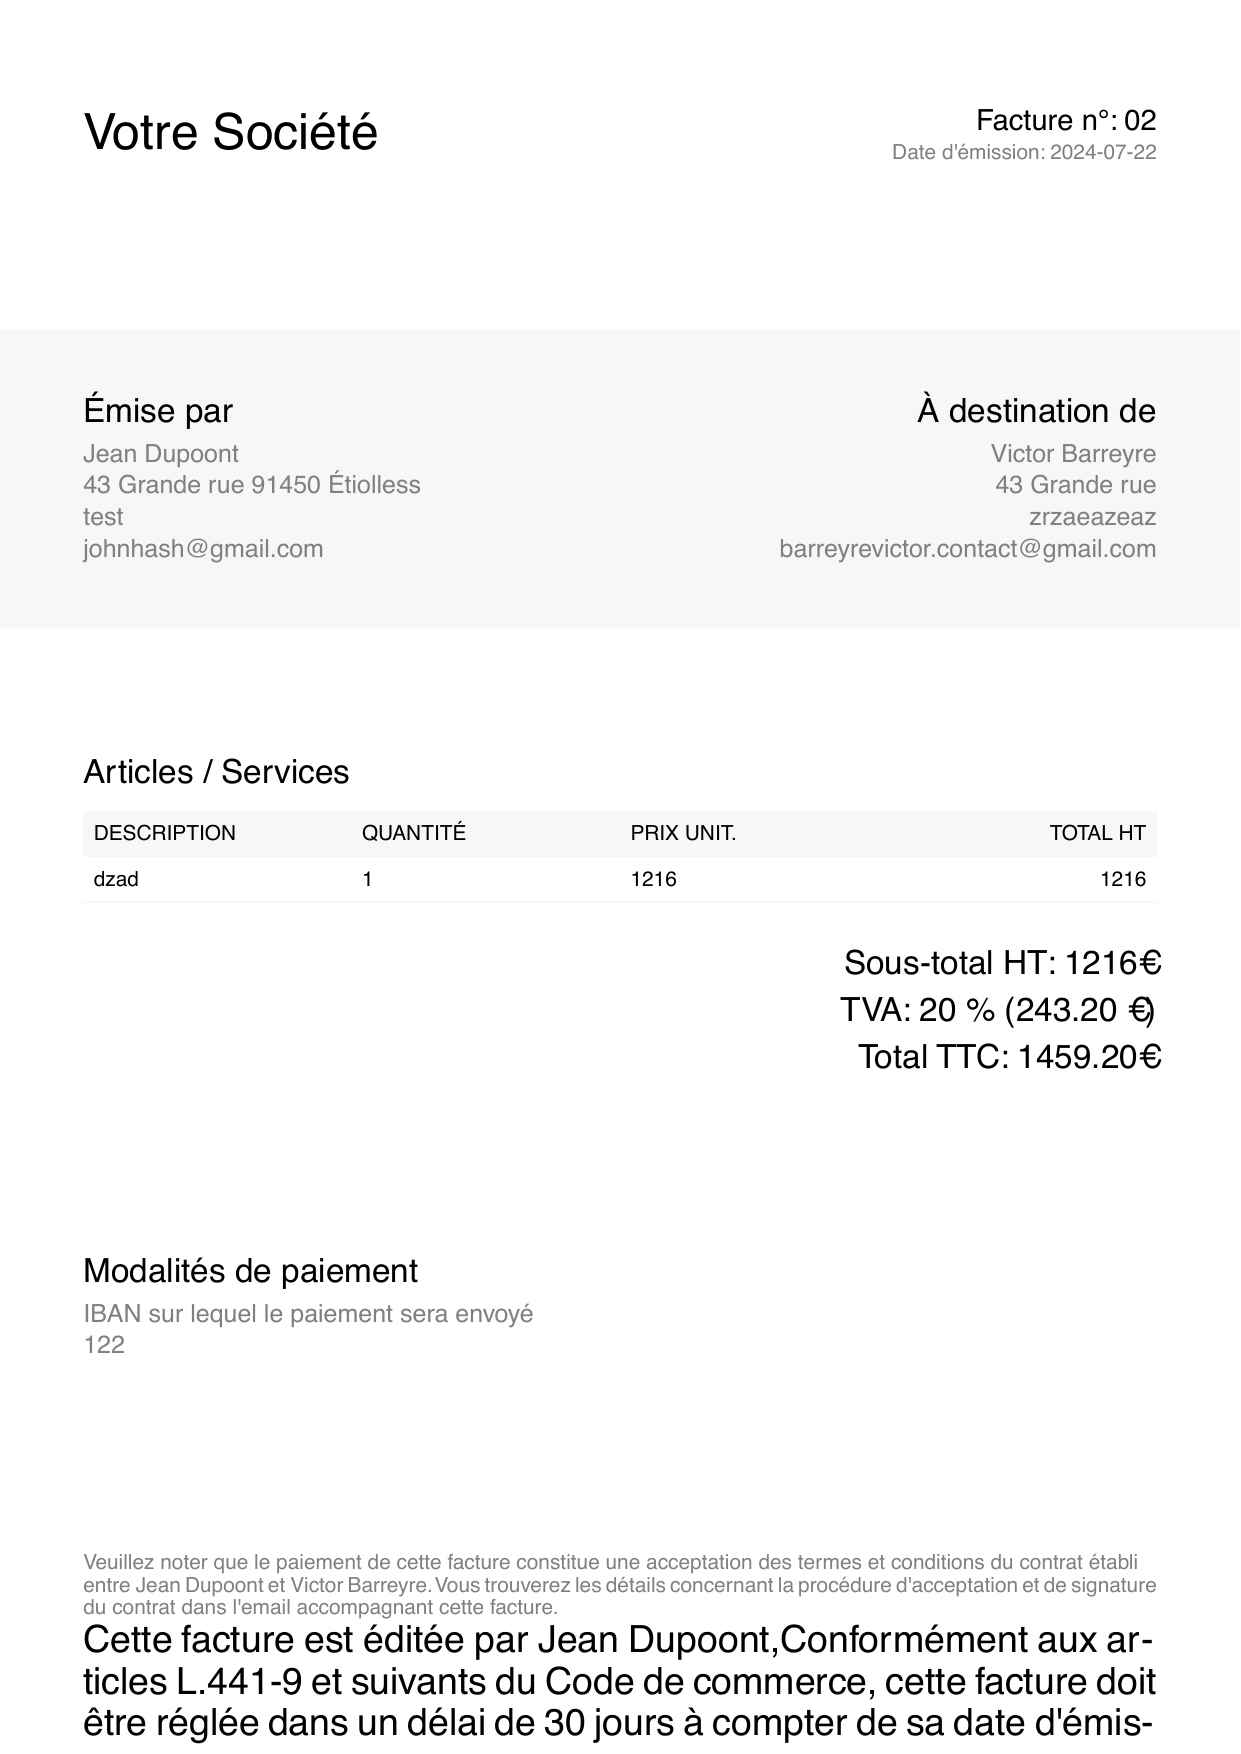 Votre Société
Facture n°: 02
Date d'émission: 2024-07-22
Émise par
Jean Dupoont
43 Grande rue 91450 Étiolless
test
johnhash@gmail.com
À destination de
Victor Barreyre
43 Grande rue
zrzaeazeaz
barreyrevictor.contact@gmail.com
Articles / Services
DESCRIPTION QUANTITÉ PRIX UNIT. TOTAL HT
dzad 1 1216 1216
Sous-total HT: 1216€
TVA: 20 % (243.20 €)
Total TTC: 1459.20€
Modalités de paiement
IBAN sur lequel le paiement sera envoyé
122
Veuillez noter que le paiement de cette facture constitue une acceptation des termes et conditions du contrat établi
entre Jean Dupoont et Victor Barreyre. Vous trouverez les détails concernant la procédure d'acceptation et de signature
du contrat dans l'email accompagnant cette facture.
Cette facture est éditée par Jean Dupoont,Conformément aux ar-
ticles L.441-9 et suivants du Code de commerce, cette facture doit
être réglée dans un délai de 30 jours à compter de sa date d'émis-